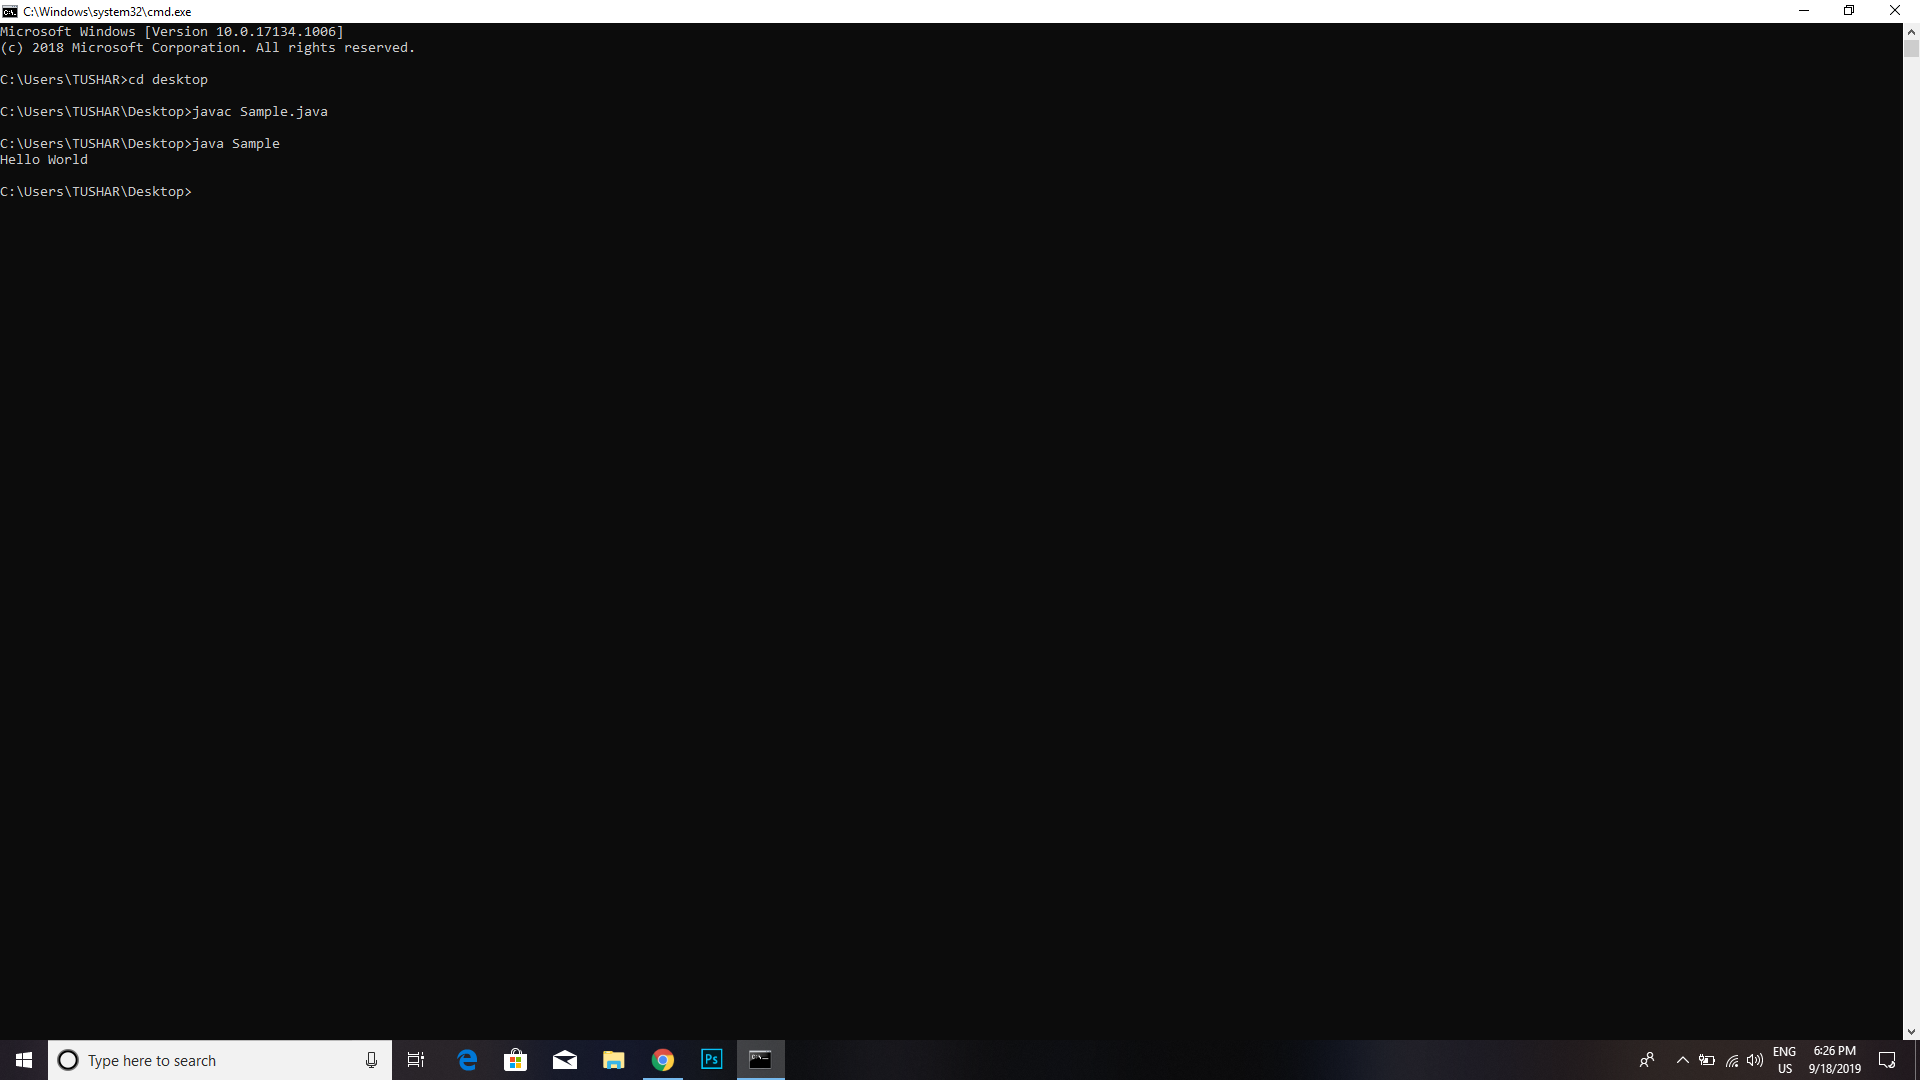 C:\Windows\system32\cmd.exe
Microsoft Windows [Version 10.0.17134.1006]
(c) 2018 Microsoft Corporation. All rights reserved.
C:\Users\TUSHAR>cd desktop
C:\Users\TUSHAR\Desktop>javac Sample.java
C:\Users\TUSHAR\Desktop>java Sample
Hello World
C:\Users\TUSHAR\Desktop>
Type here to search
Ps
ENG
US
6:26 PM
9/18/2019